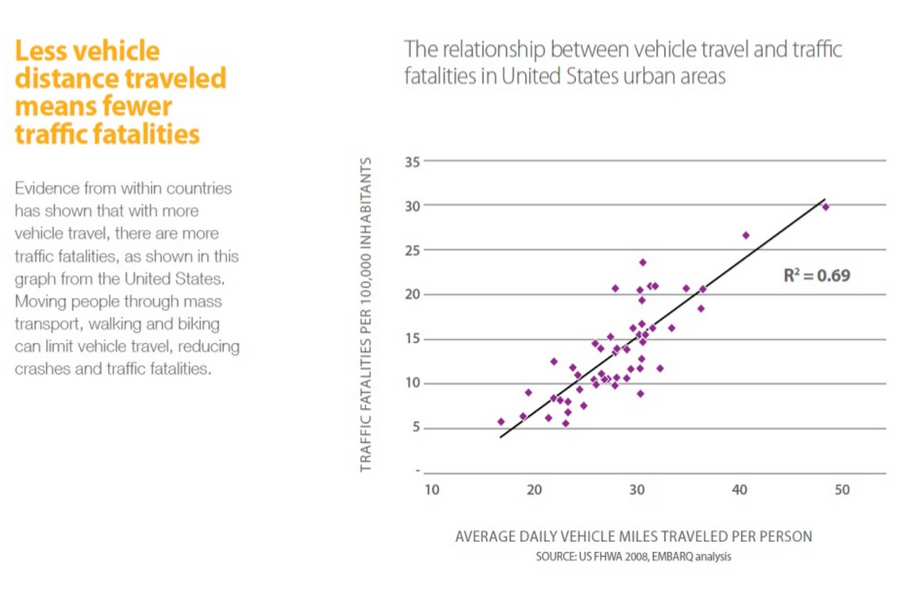 Less vehicle
distance traveled
means fewer
traffic fatalities
Evidence from within countries
has shown that with more
vehicle travel, there are more
traffic fatalities, as shown in this
graph from the United States.
Moving people through mass
transport, walking and biking
can limit vehicle travel, reducing
crashes and traffic fatalities.
The relationship between vehicle travel and traffic
fatalities in United States urban areas
TRAFFIC FATALITIES PER 100,000 INHABITANTS
35
30
25
20
15
10
5
-
R² = 0.69
10 20 30 40 50
AVERAGE DAILY VEHICLE MILES TRAVELED PER PERSON
SOURCE: US FHWA 2008, EMBARQ analysis